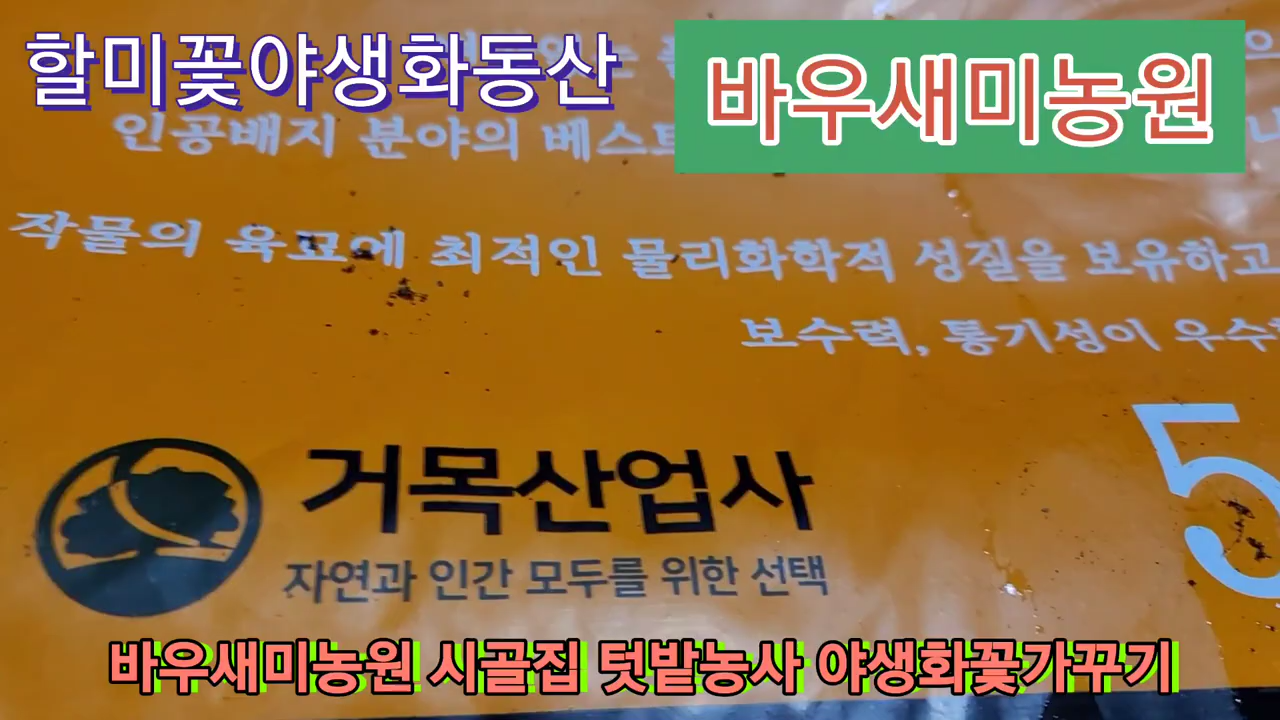 할미꽃야생화동산
바우새미농원
인공배지 분야의 베스트
작물의 육묘에 최적인 물리화학적 성질을 보유하고
보수력, 통기성이 우수
5
거목산업사
자연과 인간 모두를 위한 선택
바우새미농원 시골집 텃밭농사 야생화꽃가꾸기